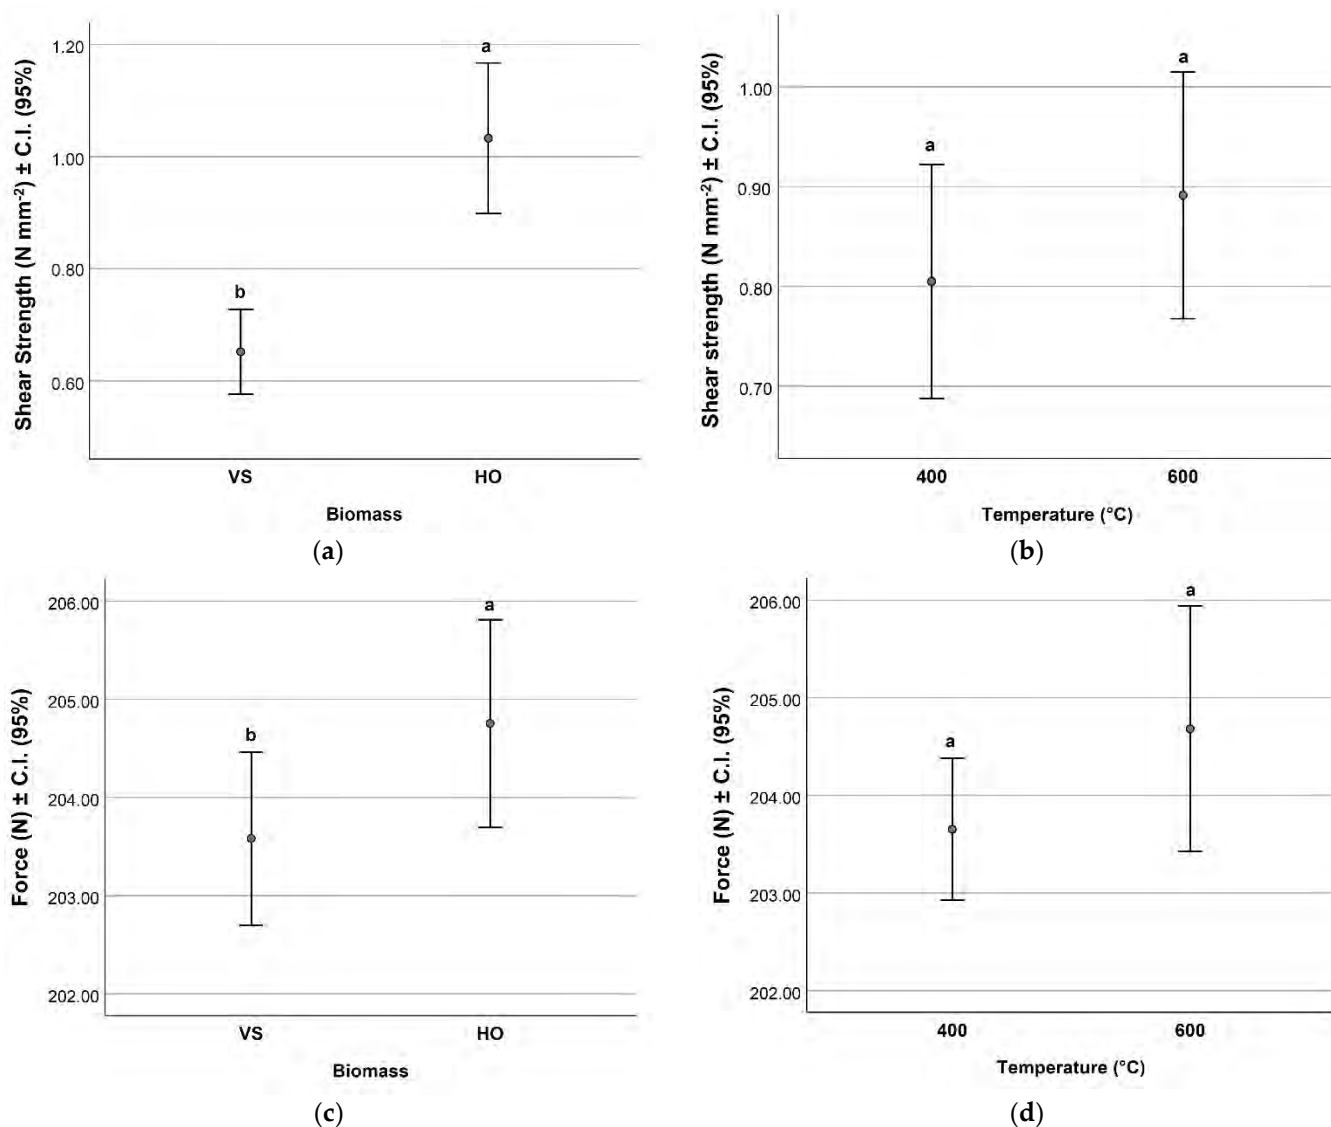 Shear Strength (N mm⁻²) ± C.I. (95%)
1.20
1.00
0.80
0.60
a
b
VS
HO
Biomass
(a)
Shear strength (N mm⁻²) ± C.I. (95%)
1.00
0.90
0.80
0.70
a
a
400
600
Temperature (°C)
(b)
Force (N) ± C.I. (95%)
206.00
205.00
204.00
203.00
202.00
a
b
VS
HO
Biomass
(c)
Force (N) ± C.I. (95%)
206.00
205.00
204.00
203.00
202.00
a
a
400
600
Temperature (°C)
(d)